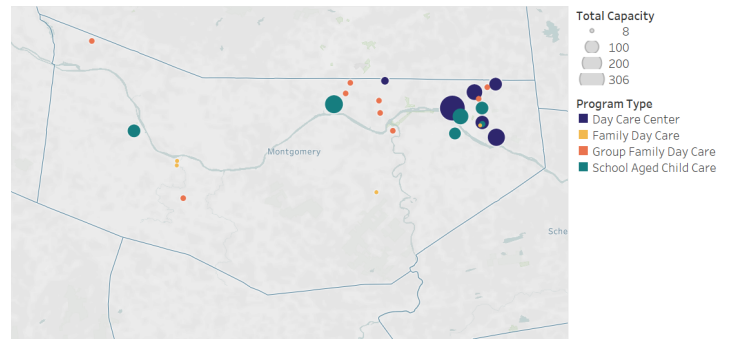 Total Capacity
8
100
200
306
Program Type
Day Care Center
Family Day Care
Group Family Day Care
School Aged Child Care
Montgomery
Sche